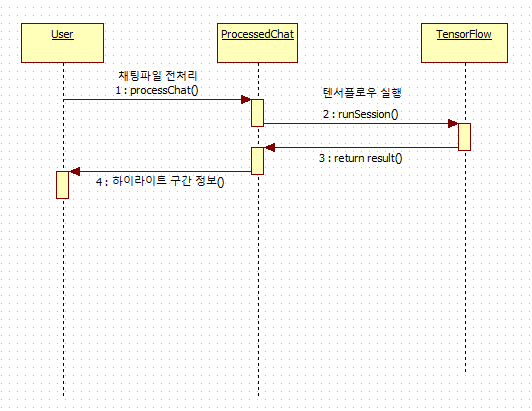 User
ProcessedChat
TensorFlow
채팅파일 전처리
1 : processChat()
텐서플로우 실행
2 : runSession()
3 : return result()
4 : 하이라이트 구간 정보()